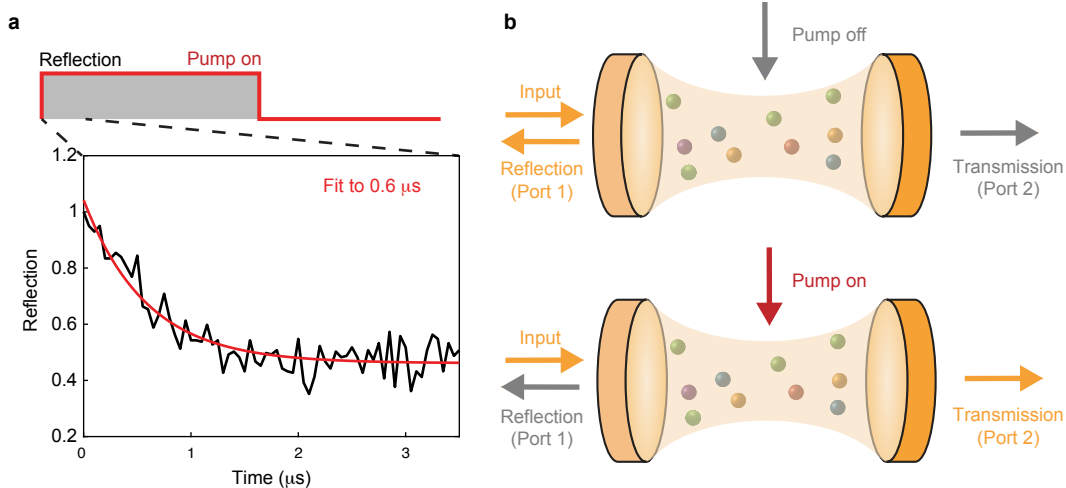 a
Reflection
Pump on
1.2
1
0.8
0.6
0.4
0.2
Reflection
Fit to 0.6 μs
0
1
2
3
Time (μs)
b
Pump off
Input
Reflection
(Port 1)
Transmission
(Port 2)
Pump on
Input
Reflection
(Port 1)
Transmission
(Port 2)